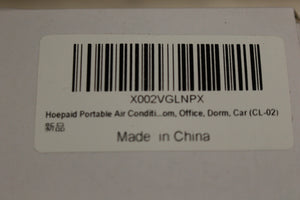 X002VGLNPX
Hoepaid Portable Air Conditi...om, Office, Dorm, Car (CL-02)
新品
Made in China